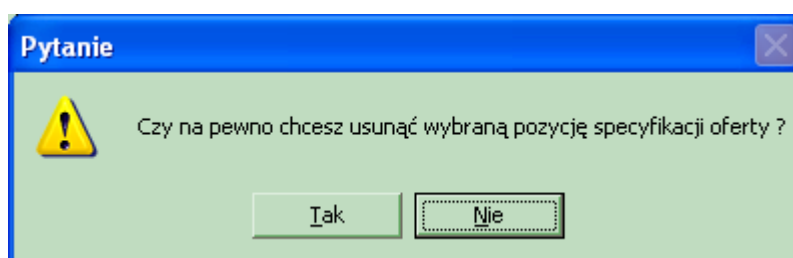 Pytanie
Czy na pewno chcesz usunąć wybraną pozycję specyfikacji oferty ?
Tak
Nie